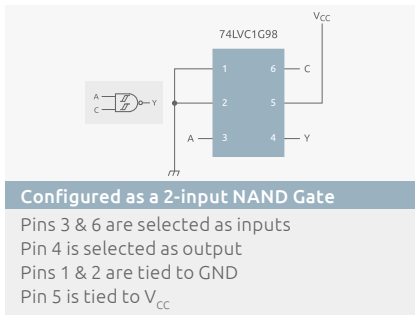 V_CC
74LVC1G98
1 6 C
A
C
Y
2 5
A 3 4 Y
Configured as a 2-input NAND Gate
Pins 3 & 6 are selected as inputs
Pin 4 is selected as output
Pins 1 & 2 are tied to GND
Pin 5 is tied to V_CC